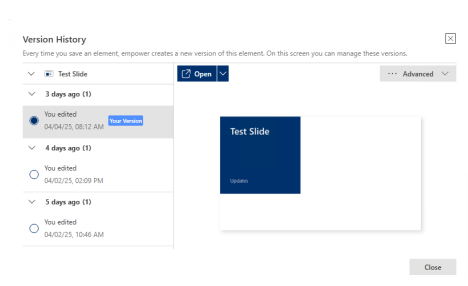 Version History
Every time you save an element, empower creates a new version of this element. On this screen you can manage these versions.
Test Slide
Open
Advanced
3 days ago (1)
You edited
04/04/25, 08:12 AM
Your Version
4 days ago (1)
You edited
04/02/25, 02:09 PM
5 days ago (1)
You edited
04/02/25, 10:46 AM
Test Slide
Updates
Close